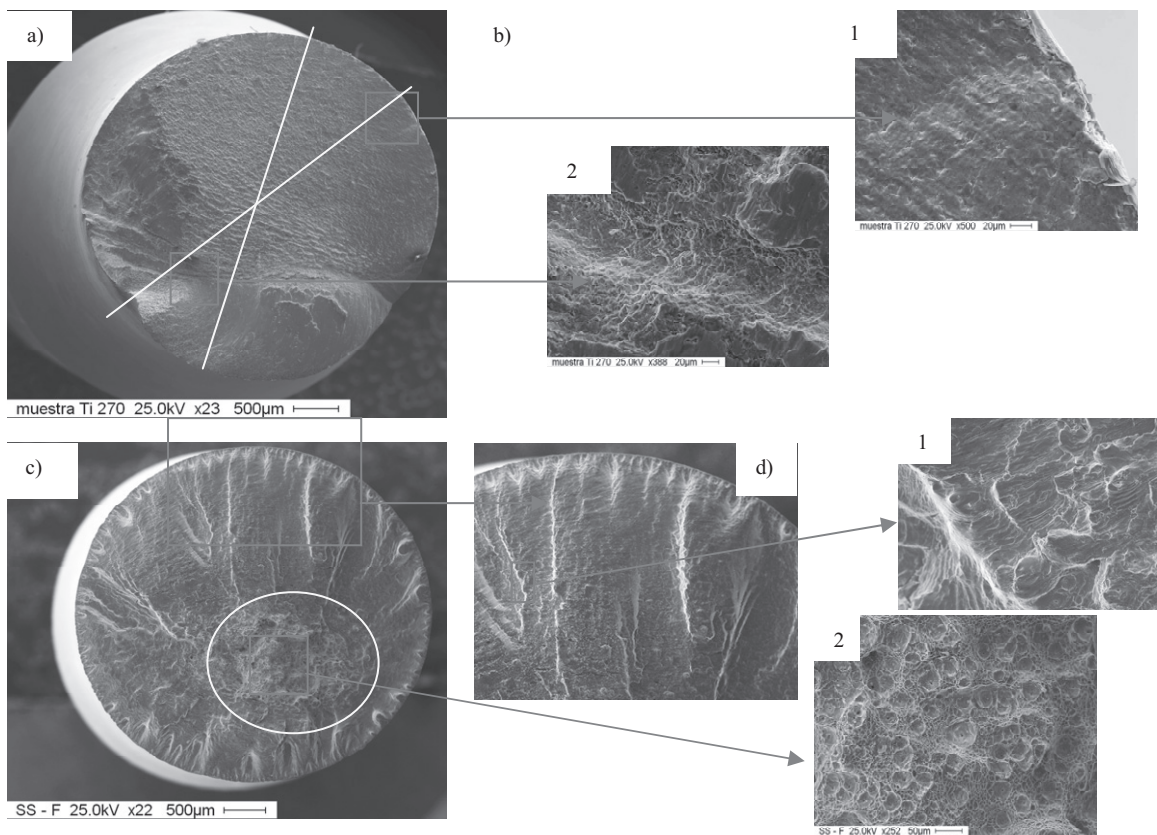 a)
b)
1
2
muestra Ti 270 25.0kV x500 20µm
muestra Ti 270 25.0kV x388 20µm
muestra Ti 270 25.0kV x23 500µm
c)
d)
1
2
SS - F 25.0kV x22 500µm
SS - F 25.0kV x252 50µm